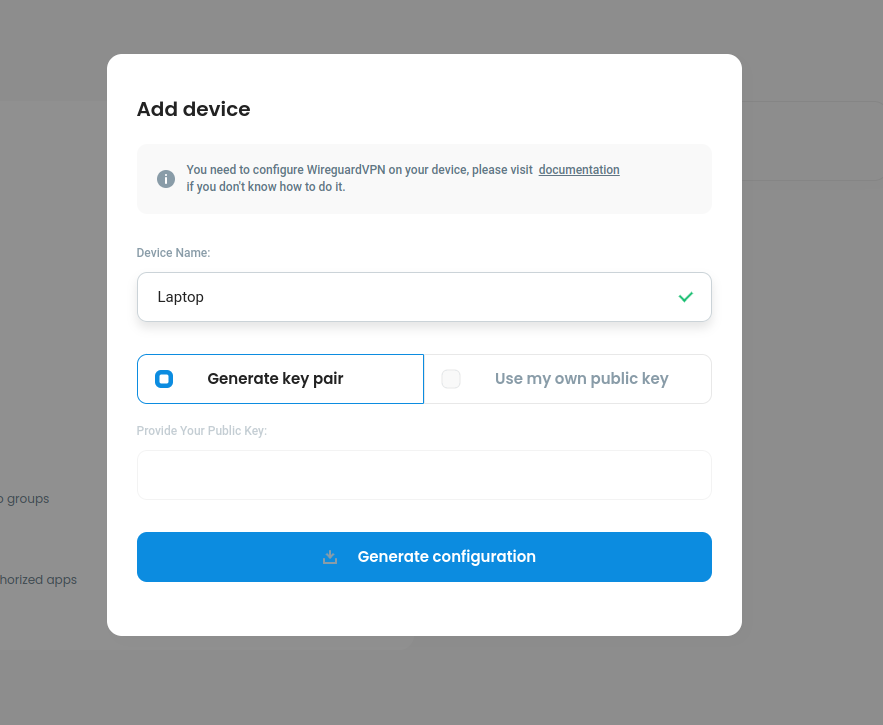 Add device
You need to configure WireguardVPN on your device, please visit documentation
if you don't know how to do it.
Device Name:
Laptop
Generate key pair
Use my own public key
Provide Your Public Key:
groups
apps
Generate configuration